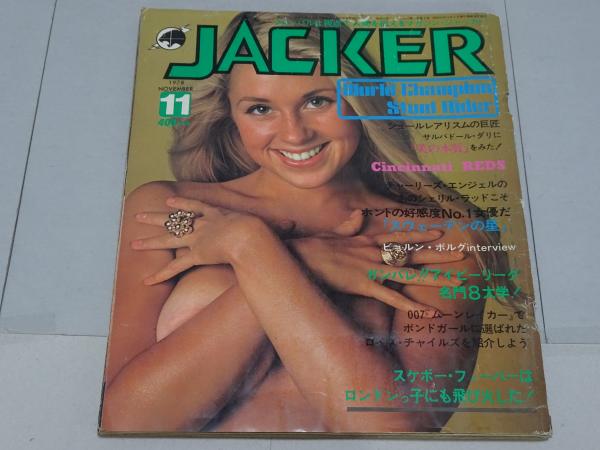 JACKER
1978
NOVEMBER
11
World Champion
Stunt Rider
シュールレアリスムの巨匠
サルバドール・ダリに
をみた!
Cincinnati REDS
チャーリーズ・エンジェルの
シェリル・ラッドこそ
ホントの好感度No.1女優だ
「スウェーデンの星」
ビヨルン・ボルグinterview
ガンバレ!!アイビーリーグ
名門8大学!
007"ムーンレイカー"で
ボンドガールに選ばれた
ロイス・チャイルズを紹介しよう
スケボー・フィーバーは
ロンドンっ子にも飛び火した!